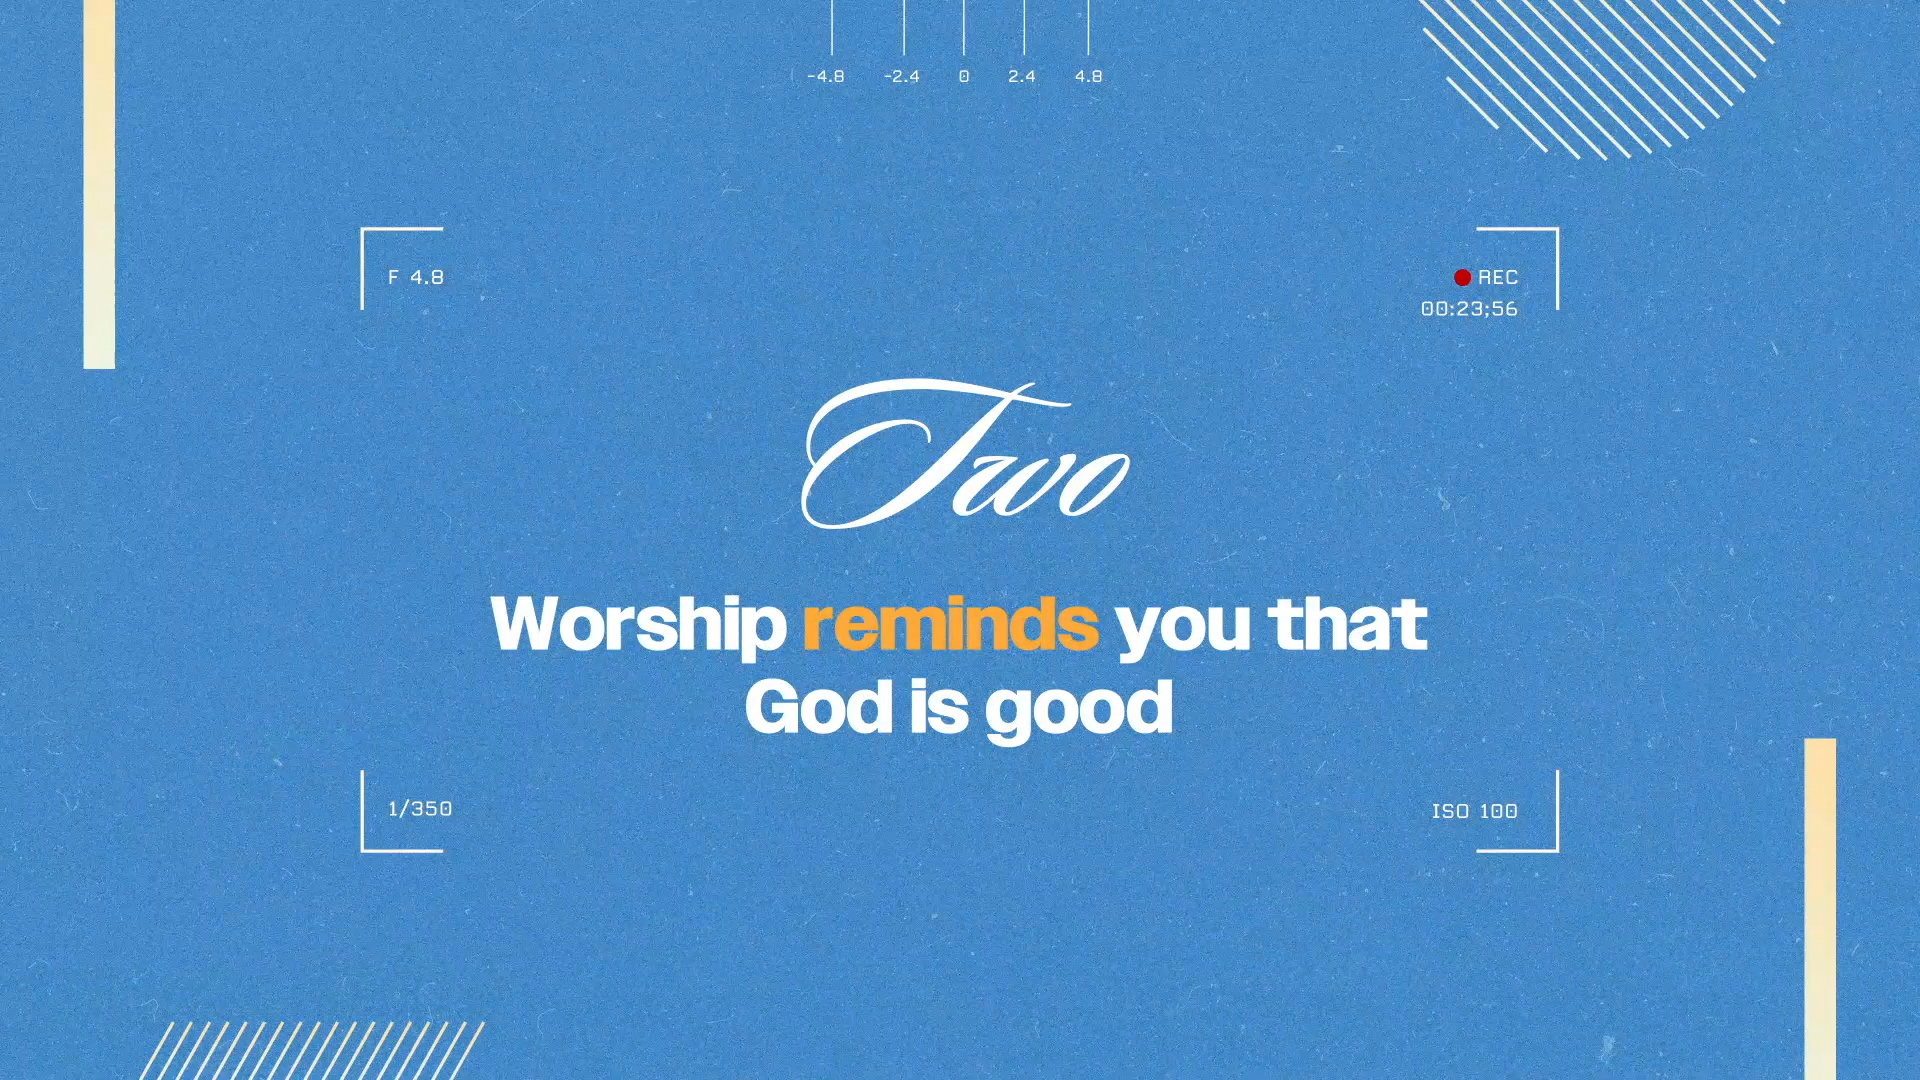 -4.8 -2.4 0 2.4 4.8
F 4.8
REC
00:23;56
Two
Worship reminds you that
God is good
1/350
ISO 100